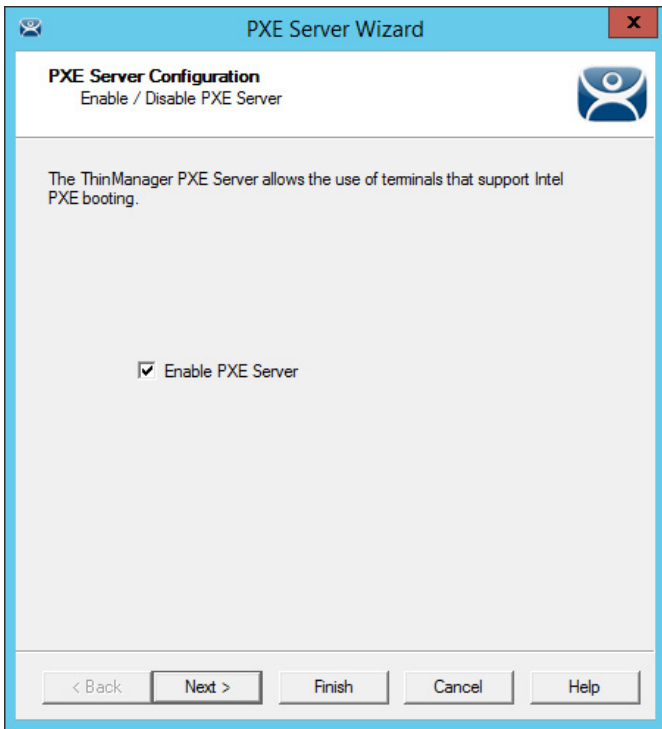 PXE Server Wizard
x
PXE Server Configuration
Enable / Disable PXE Server
The ThinManager PXE Server allows the use of terminals that support Intel
PXE booting.
Enable PXE Server
< Back Next > Finish Cancel Help